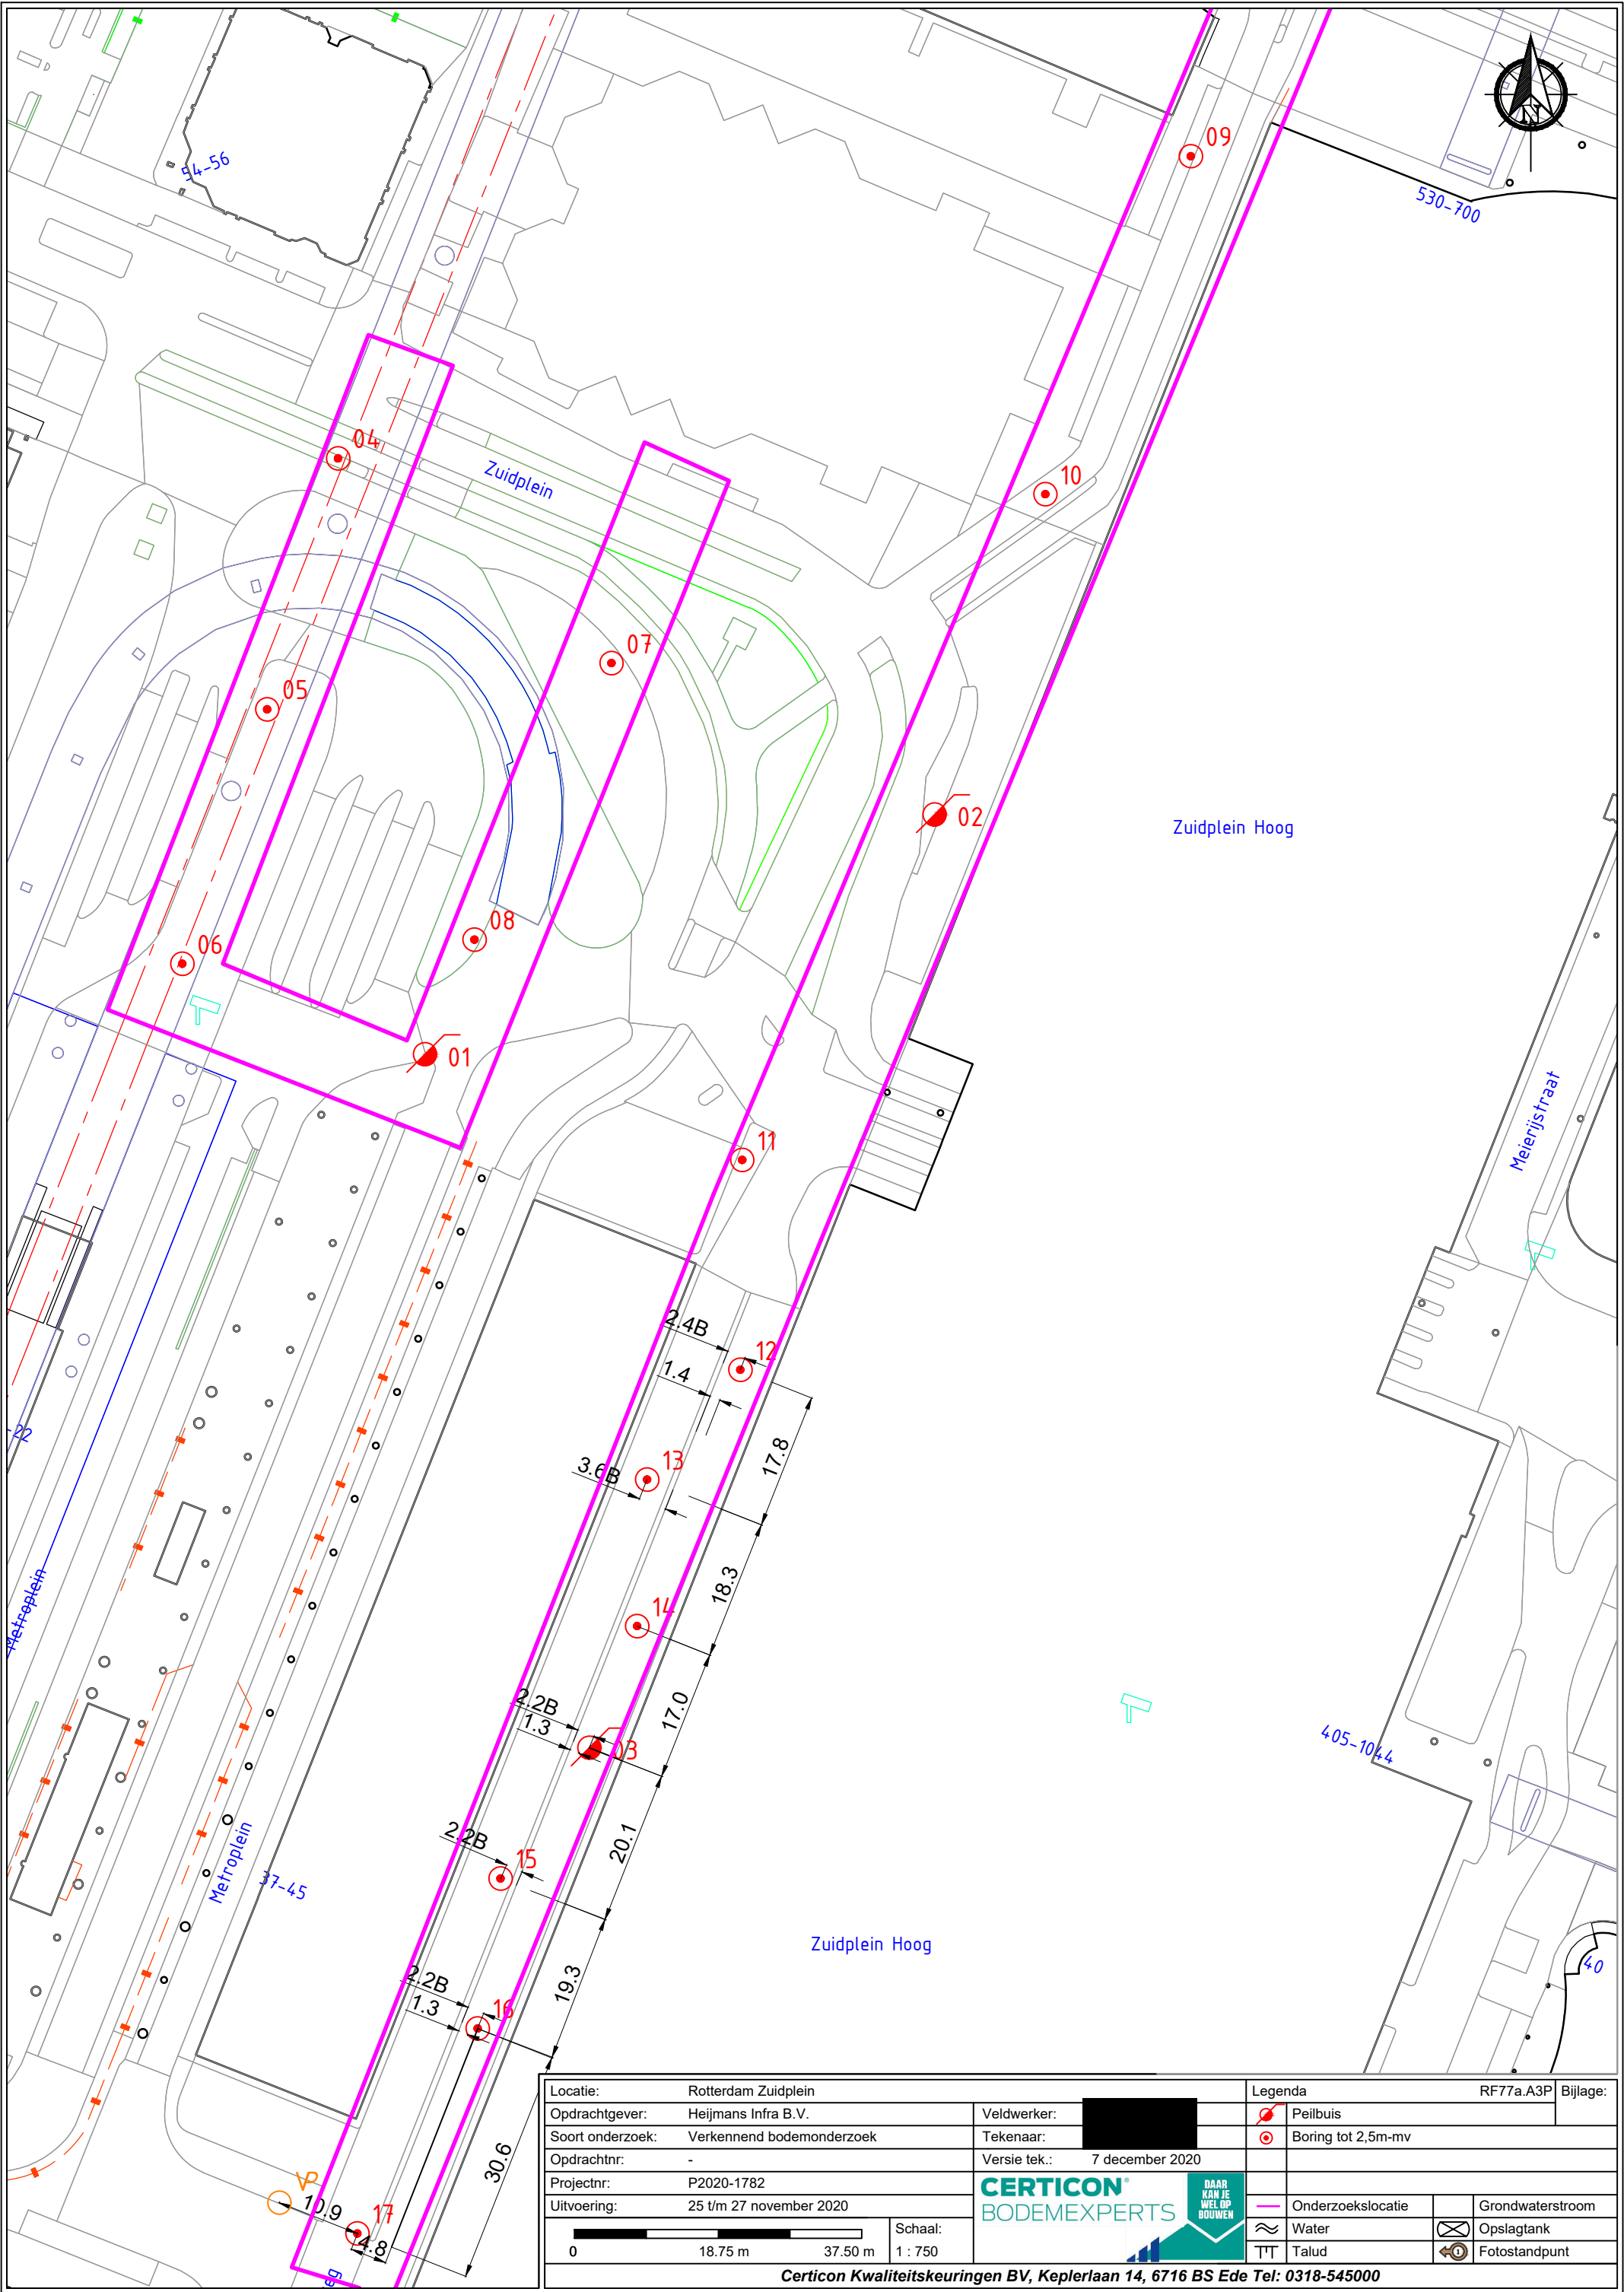 54-56
N
09
530-700
04
Zuidplein
10
07
05
02
Zuidplein Hoog
08
06
01
Meierijstraat
11
2.4B
12
1.4
17.8
-22
3.6B
13
18.3
Metroplein
14
2.2B
1.3
03
17.0
405-1044
2.2B
15
20.1
Metroplein
37-45
Zuidplein Hoog
40
2.2B
1.3
16
19.3
30.6
VP
10.9
17
4.8
eg
Locatie: Rotterdam Zuidplein
Opdrachtgever: Heijmans Infra B.V. Veldwerker:
Soort onderzoek: Verkennend bodemonderzoek Tekenaar:
Opdrachtnr: - Versie tek.: 7 december 2020
Projectnr: P2020-1782
Uitvoering: 25 t/m 27 november 2020
0 18.75 m 37.50 m
Schaal:
1 : 750
CERTICON
BODEMEXPERTS
DAAR
KAN JE
WEL OP
BOUWEN
Legenda RF77a.A3P Bijlage:
Peilbuis
Boring tot 2,5m-mv
Onderzoekslocatie Grondwaterstroom
Water Opslagtank
Talud Fotostandpunt
Certicon Kwaliteitskeuringen BV, Keplerlaan 14, 6716 BS Ede Tel: 0318-545000